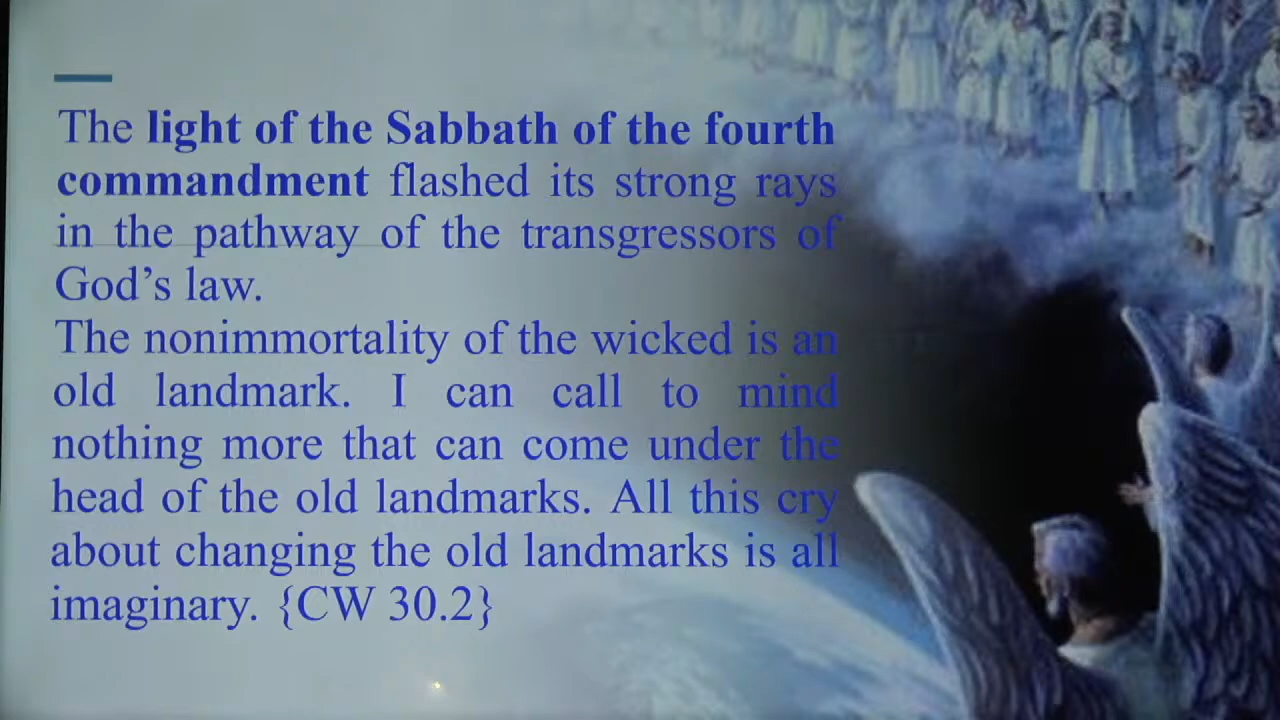 The light of the Sabbath of the fourth
commandment flashed its strong rays
in the pathway of the transgressors of
God’s law.
The nonimmortality of the wicked is an
old landmark. I can call to mind
nothing more that can come under the
head of the old landmarks. All this cry
about changing the old landmarks is all
imaginary. {CW 30.2}